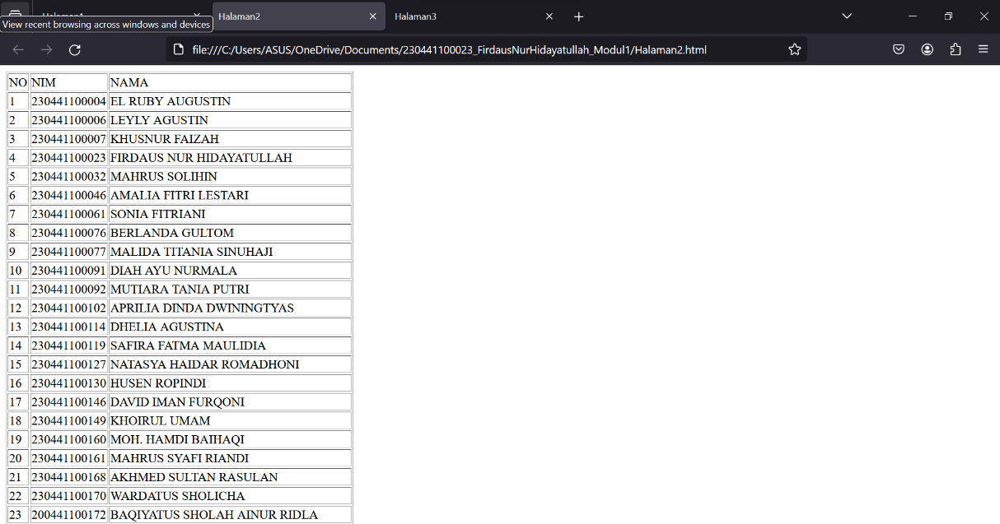 Halaman1
Halaman2
Halaman3
View recent browsing across windows and devices
file:///C:/Users/ASUS/OneDrive/Documents/230441100023_FirdausNurHidayatullah_Modul1/Halaman2.html
NO NIM NAMA
1 230441100004 EL RUBY AUGUSTIN
2 230441100006 LEYLY AGUSTIN
3 230441100007 KHUSNUR FAIZAH
4 230441100023 FIRDAUS NUR HIDAYATULLAH
5 230441100032 MAHRUS SOLIHIN
6 230441100046 AMALIA FITRI LESTARI
7 230441100061 SONIA FITRIANI
8 230441100076 BERLANDA GULTOM
9 230441100077 MALIDA TITANIA SINUHAJI
10 230441100091 DIAH AYU NURMALA
11 230441100092 MUTIARA TANIA PUTRI
12 230441100102 APRILIA DINDA DWININGTYAS
13 230441100114 DHELIA AGUSTINA
14 230441100119 SAFIRA FATMA MAULIDIA
15 230441100127 NATASYA HAIDAR ROMADHONI
16 230441100130 HUSEN ROPINDI
17 230441100146 DAVID IMAN FURQONI
18 230441100149 KHOIRUL UMAM
19 230441100160 MOH. HAMDI BAIHAQI
20 230441100161 MAHRUS SYAFI RIANDI
21 230441100168 AKHMED SULTAN RASULAN
22 230441100170 WARDATUS SHOLICHA
23 200441100172 BAQIYATUS SHOLAH AINUR RIDLA